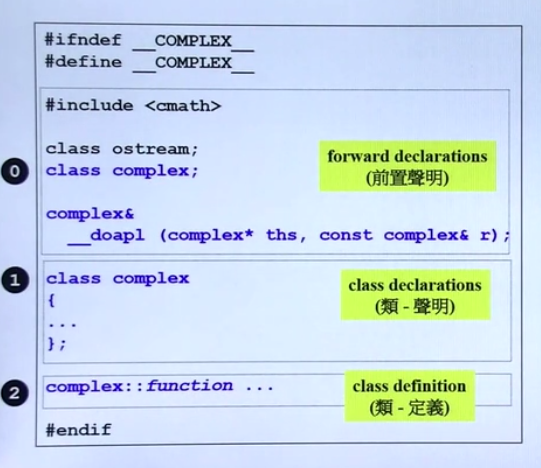 #ifndef __COMPLEX__
#define __COMPLEX__
#include <cmath>
class ostream;
0 class complex;
forward declarations
(前置聲明)
complex&
__doapl (complex* ths, const complex& r);
1 class complex
{
...
};
class declarations
(類 - 聲明)
2 complex::function ...
class definition
(類 - 定義)
#endif